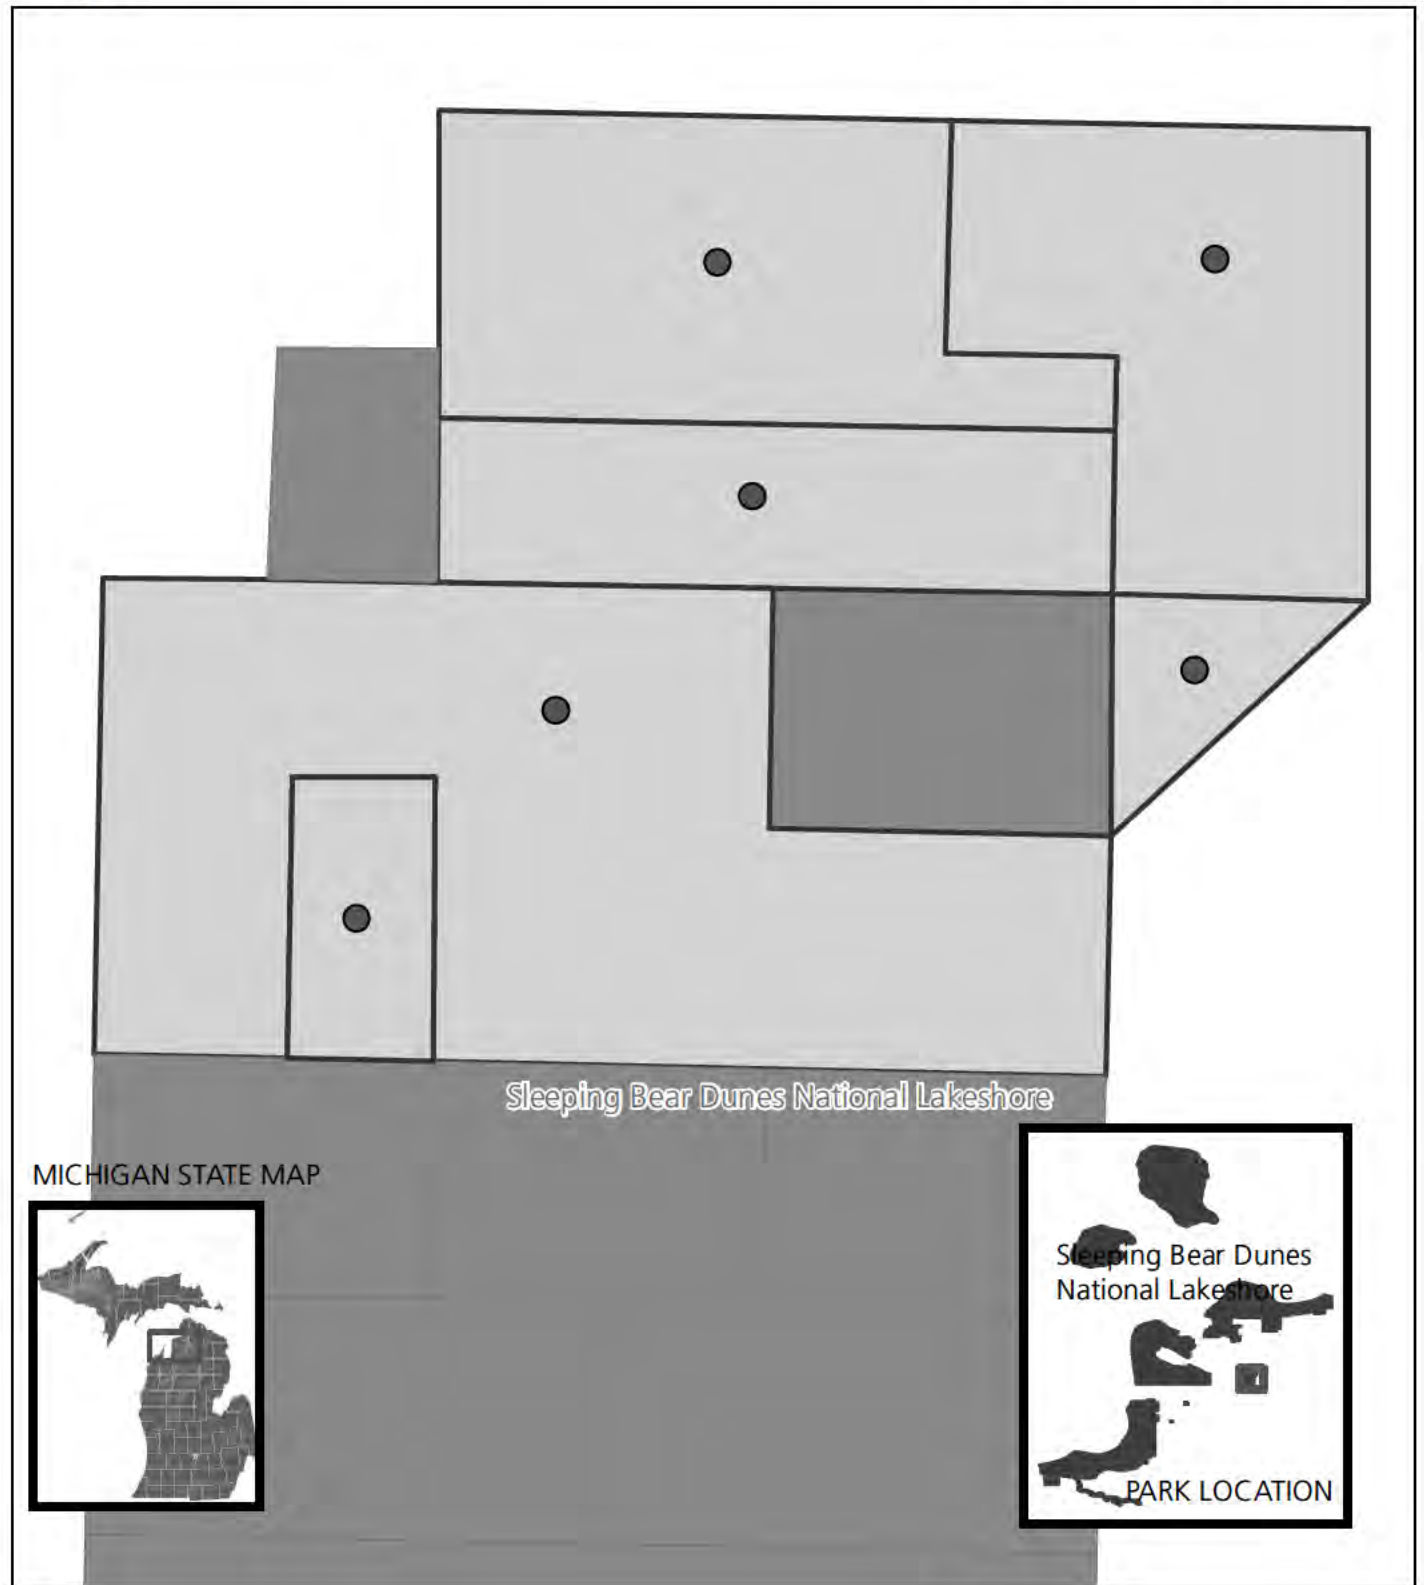 Sleeping Bear Dunes National Lakeshore
MICHIGAN STATE MAP
Sleeping Bear Dunes
National Lakeshore
PARK LOCATION